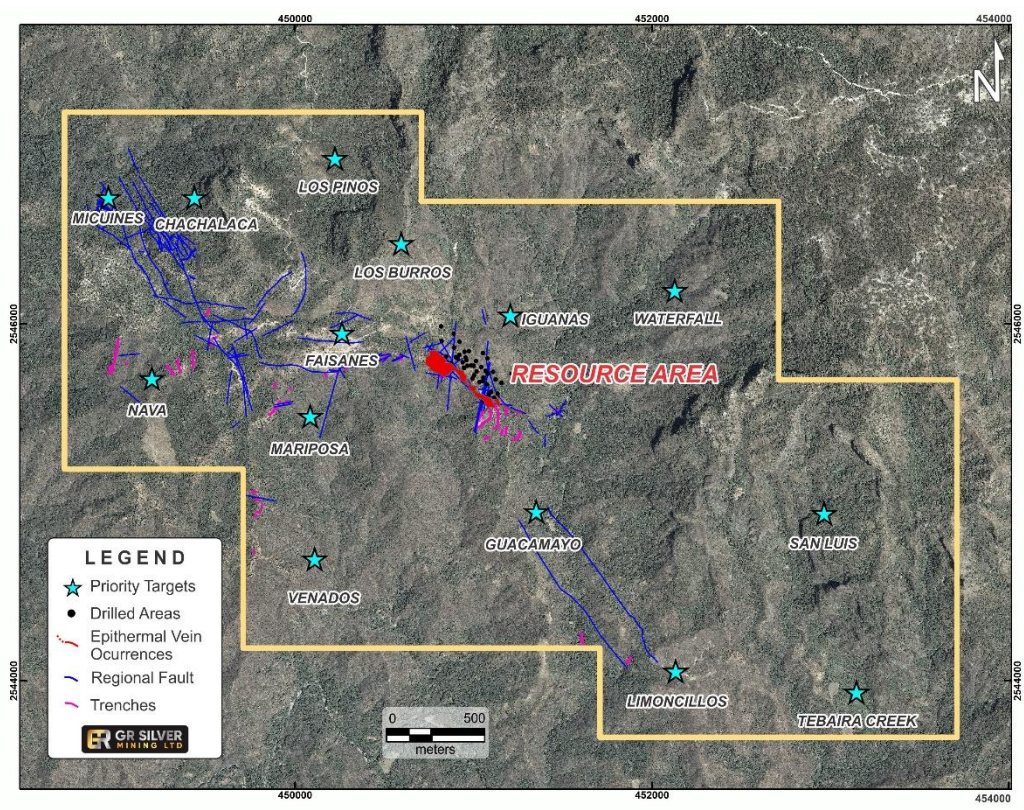 450000
452000
454000
N
LOS PINOS
MICUINES
CHACHALACA
LOS BURROS
2546000
2546000
IGUANAS
WATERFALL
FAISANES
RESOURCE AREA
NAVA
MARIPOSA
GUACAMAYO
SAN LUIS
LEGEND
Priority Targets
Drilled Areas
Epithermal Vein
Ocurrences
Regional Fault
Trenches
GR SILVER
MINING LTD
VENADOS
2544000
2544000
LIMONCILLOS
TEBAIRA CREEK
0 500
meters
450000
452000
454000